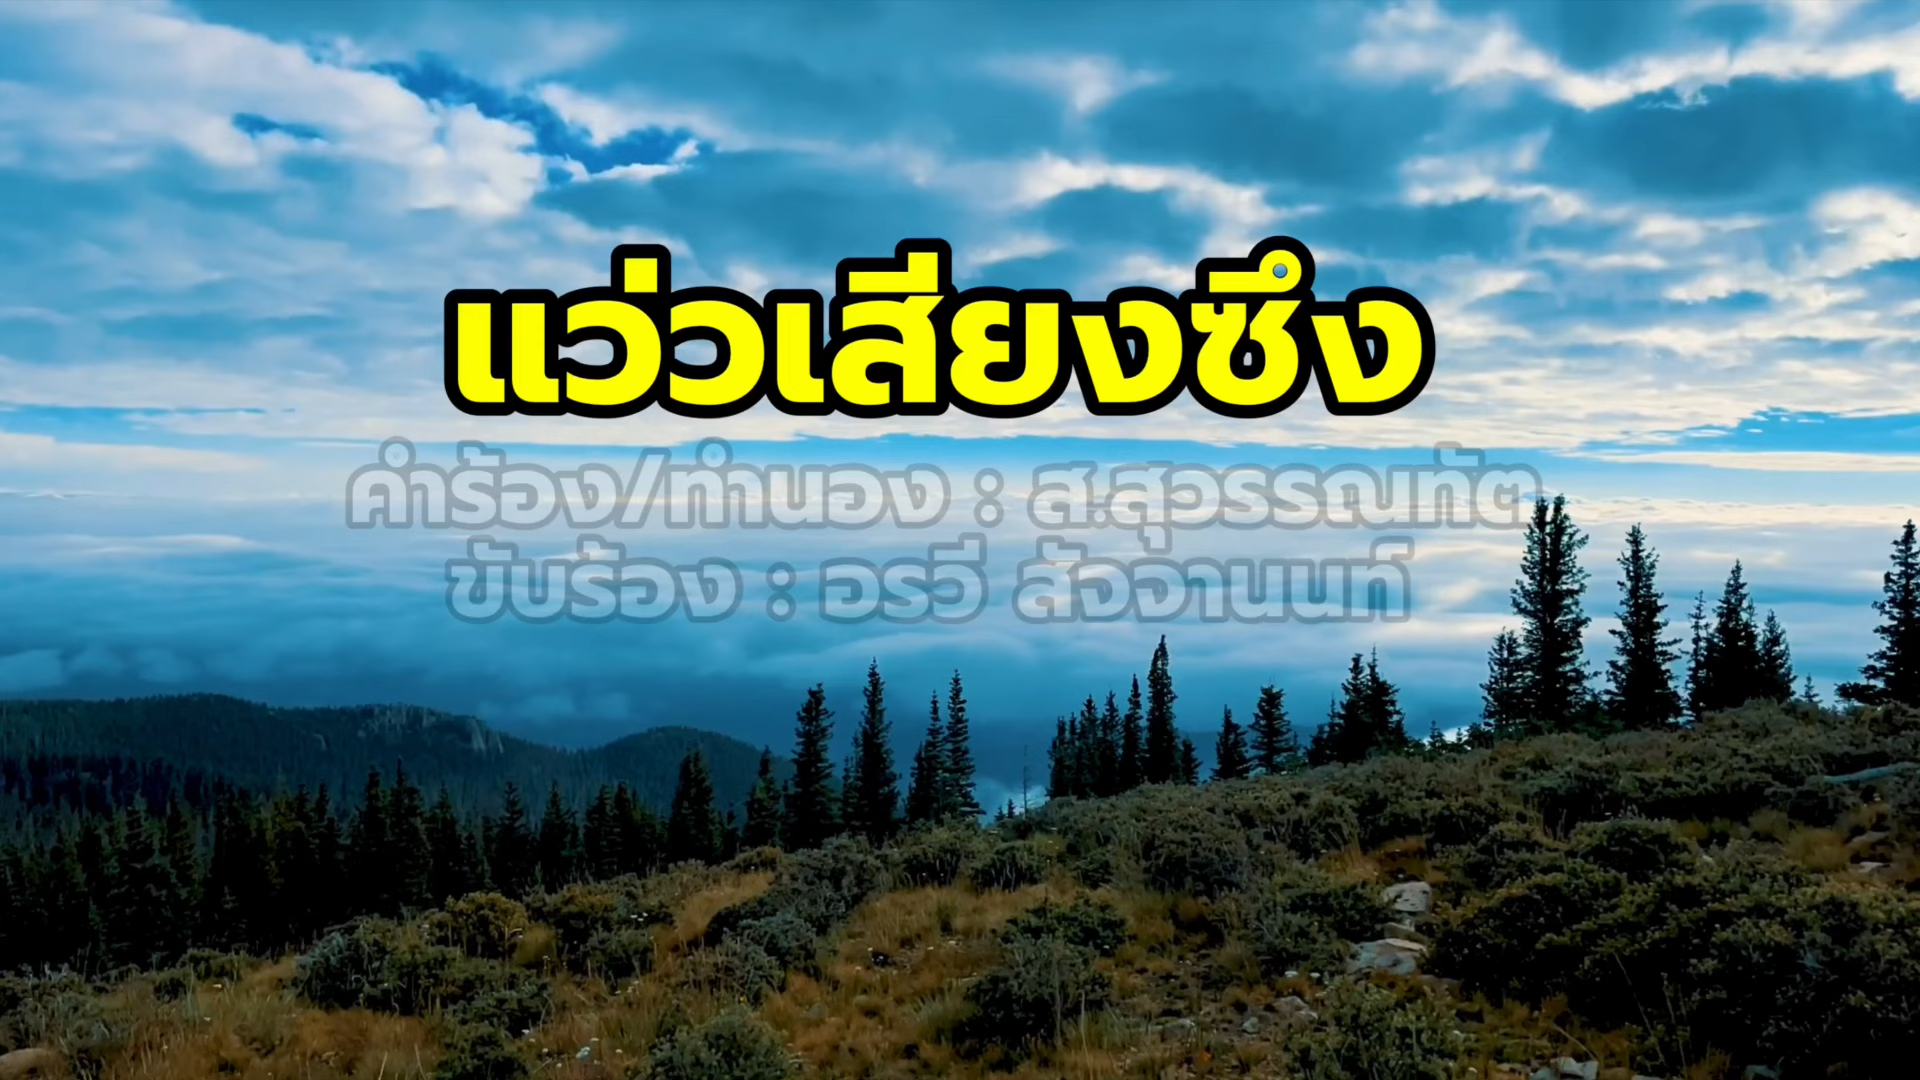 แว่วเสียงซึง
คำร้อง/ทำนอง : ส.สุวรรณทัต
ขับร้อง : อรวี สัจจานนท์